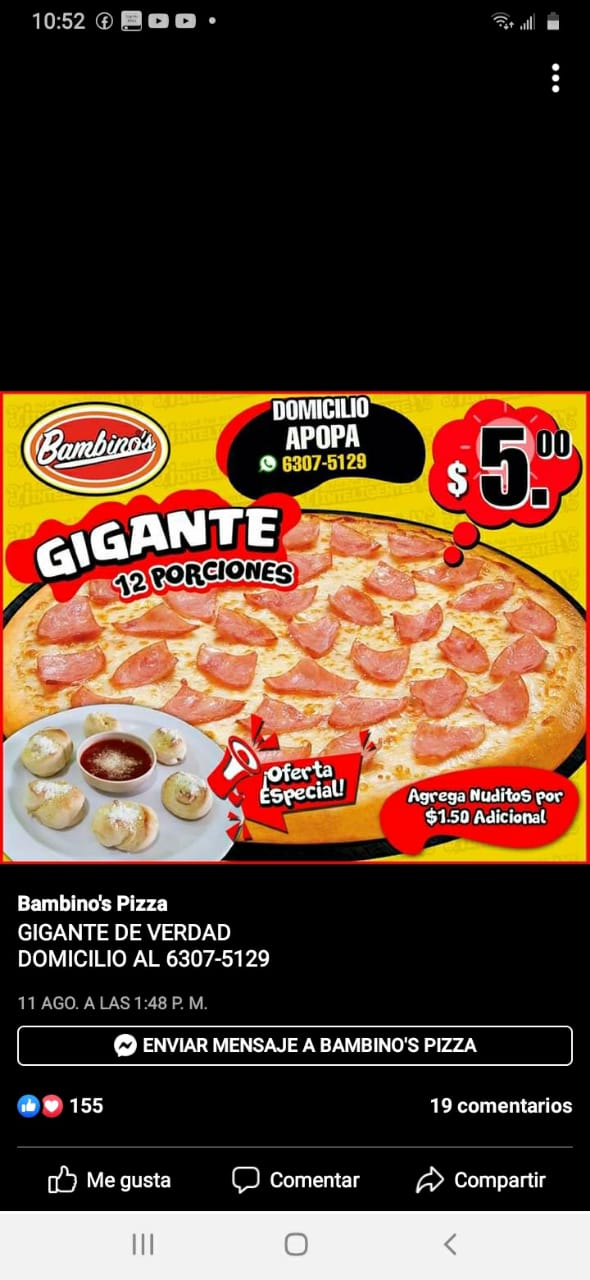 10:52
Bambino's
DOMICILIO
APOPA
6307-5129
$5.00
GIGANTE
12 PORCIONES
¡Oferta
Especial!
Agrega Nuditos por
$1.50 Adicional
Bambino's Pizza
GIGANTE DE VERDAD
DOMICILIO AL 6307-5129
11 AGO. A LAS 1:48 P. M.
ENVIAR MENSAJE A BAMBINO'S PIZZA
155
19 comentarios
Me gusta
Comentar
Compartir